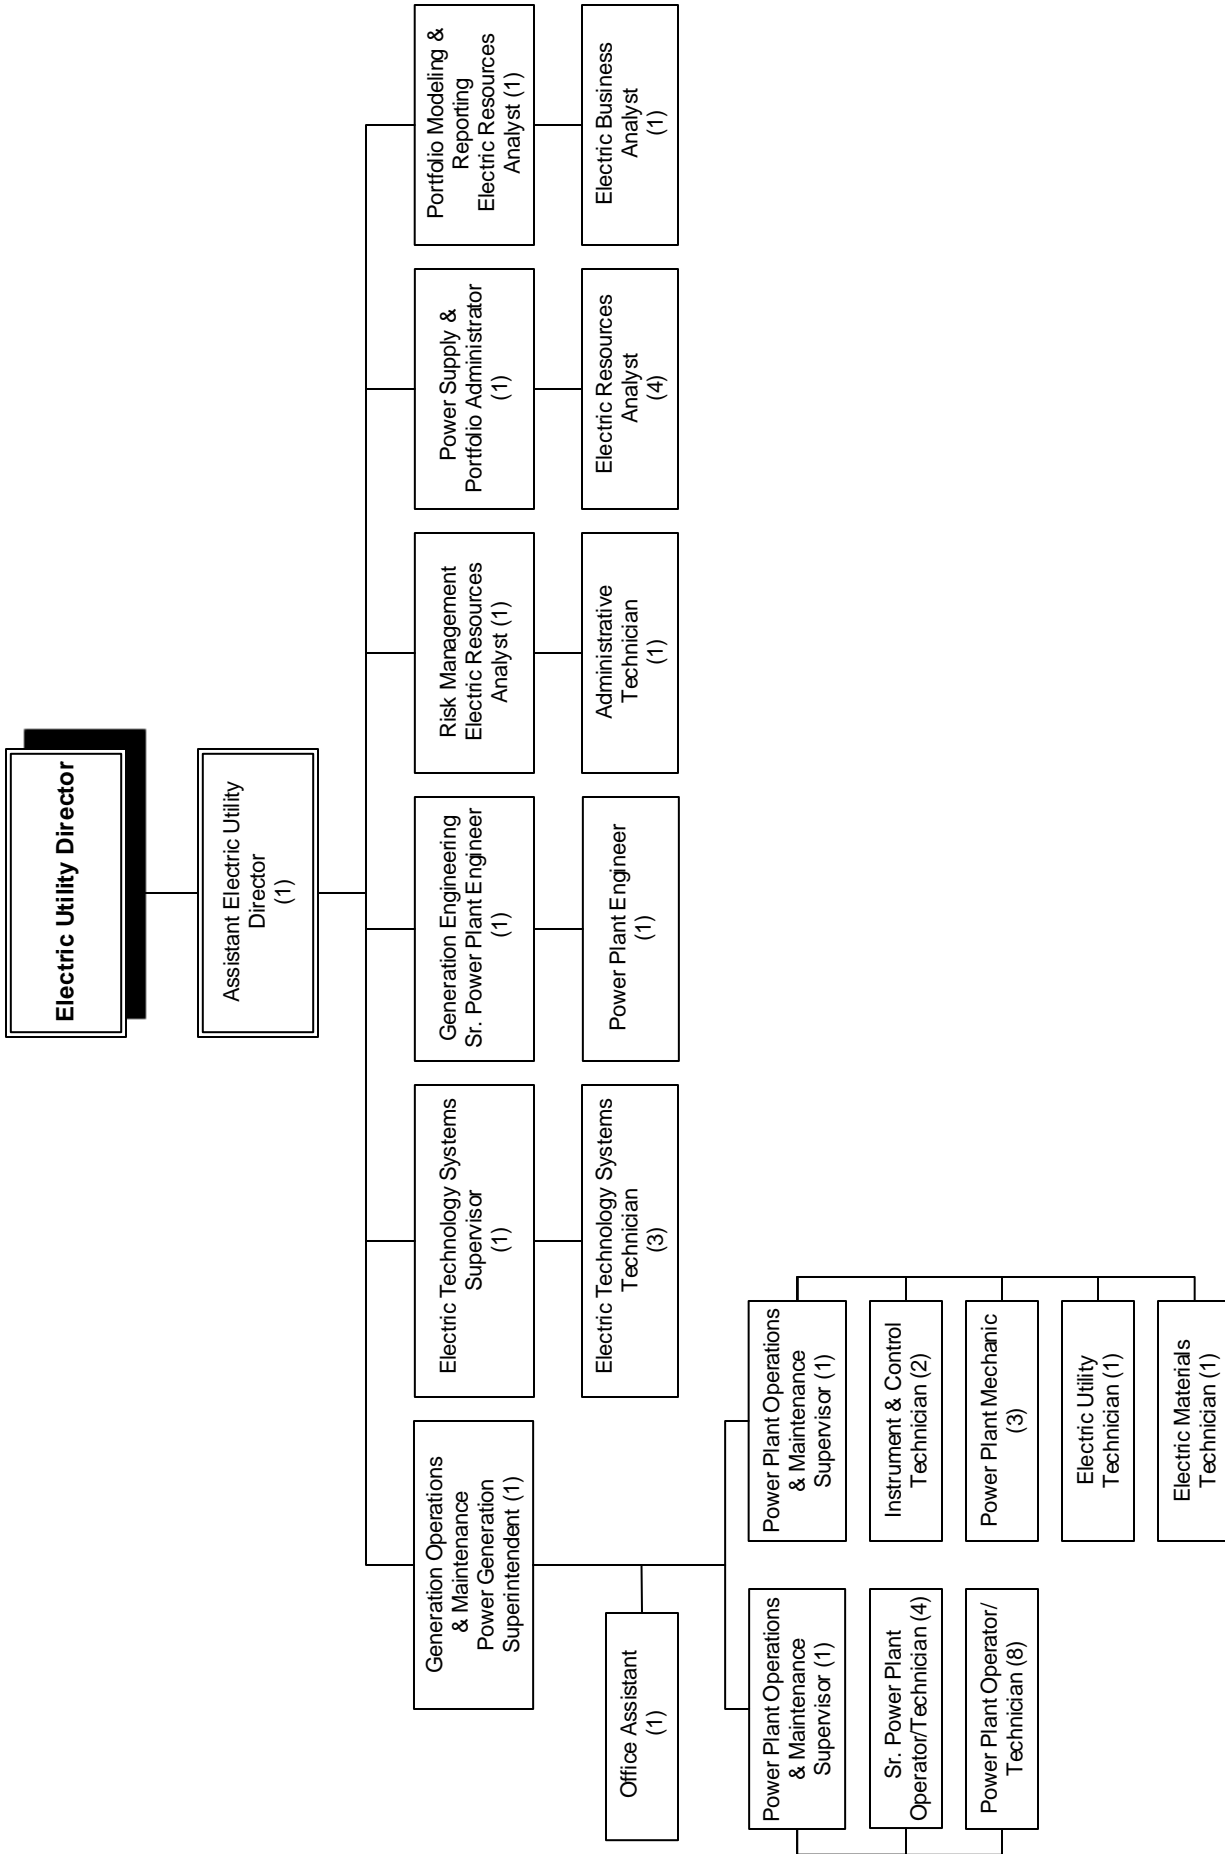 Electric Utility Director
Assistant Electric Utility
Director
(1)
Generation Operations
& Maintenance
Power Generation
Superintendent (1)
Electric Technology Systems
Supervisor
(1)
Generation Engineering
Sr. Power Plant Engineer
(1)
Risk Management
Electric Resources
Analyst (1)
Power Supply &
Portfolio Administrator
(1)
Portfolio Modeling &
Reporting
Electric Resources
Analyst (1)
Electric Technology Systems
Technician
(3)
Power Plant Engineer
(1)
Administrative
Technician
(1)
Electric Resources
Analyst
(4)
Electric Business
Analyst
(1)
Office Assistant
(1)
Power Plant Operations
& Maintenance
Supervisor (1)
Sr. Power Plant
Operator/Technician (4)
Power Plant Operator/
Technician (8)
Power Plant Operations
& Maintenance
Supervisor (1)
Instrument & Control
Technician (2)
Power Plant Mechanic
(3)
Electric Utility
Technician (1)
Electric Materials
Technician (1)